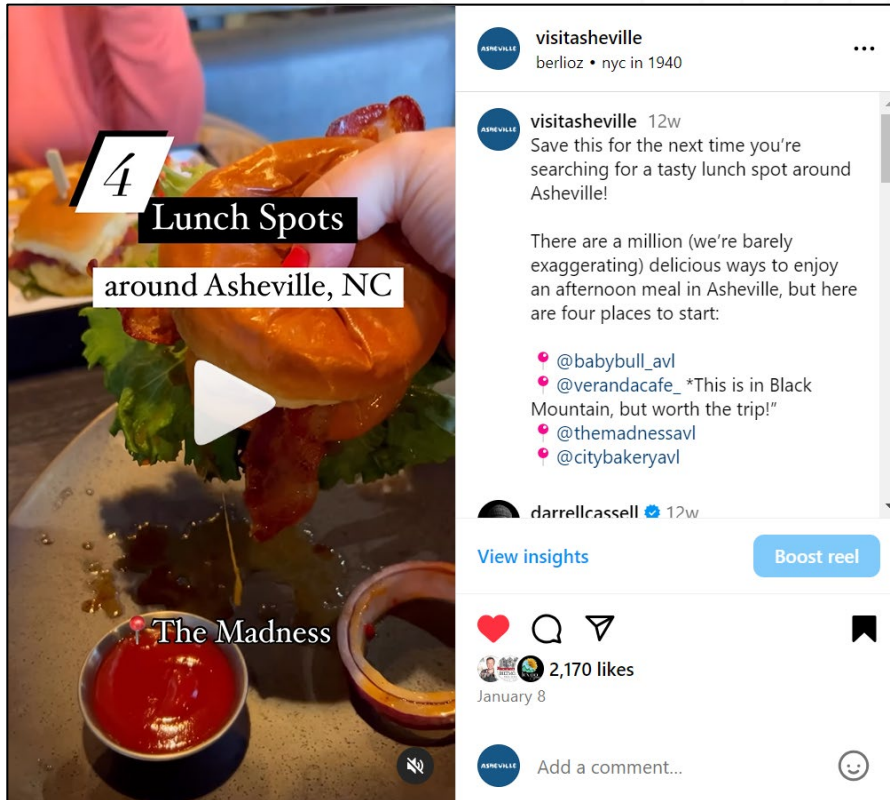 4
Lunch Spots
around Asheville, NC
The Madness
ASHEVILLE
visitasheville
berlioz • nyc in 1940
ASHEVILLE
visitasheville 12w
Save this for the next time you're
searching for a tasty lunch spot around
Asheville!
There are a million (we're barely
exaggerating) delicious ways to enjoy
an afternoon meal in Asheville, but here
are four places to start:
@babybull_avl
@verandacafe_ *This is in Black
Mountain, but worth the trip!"
@themadnessavl
@citybakeryavl
darrellcassell 12w
View insights
Boost reel
2,170 likes
January 8
ASHEVILLE
Add a comment...